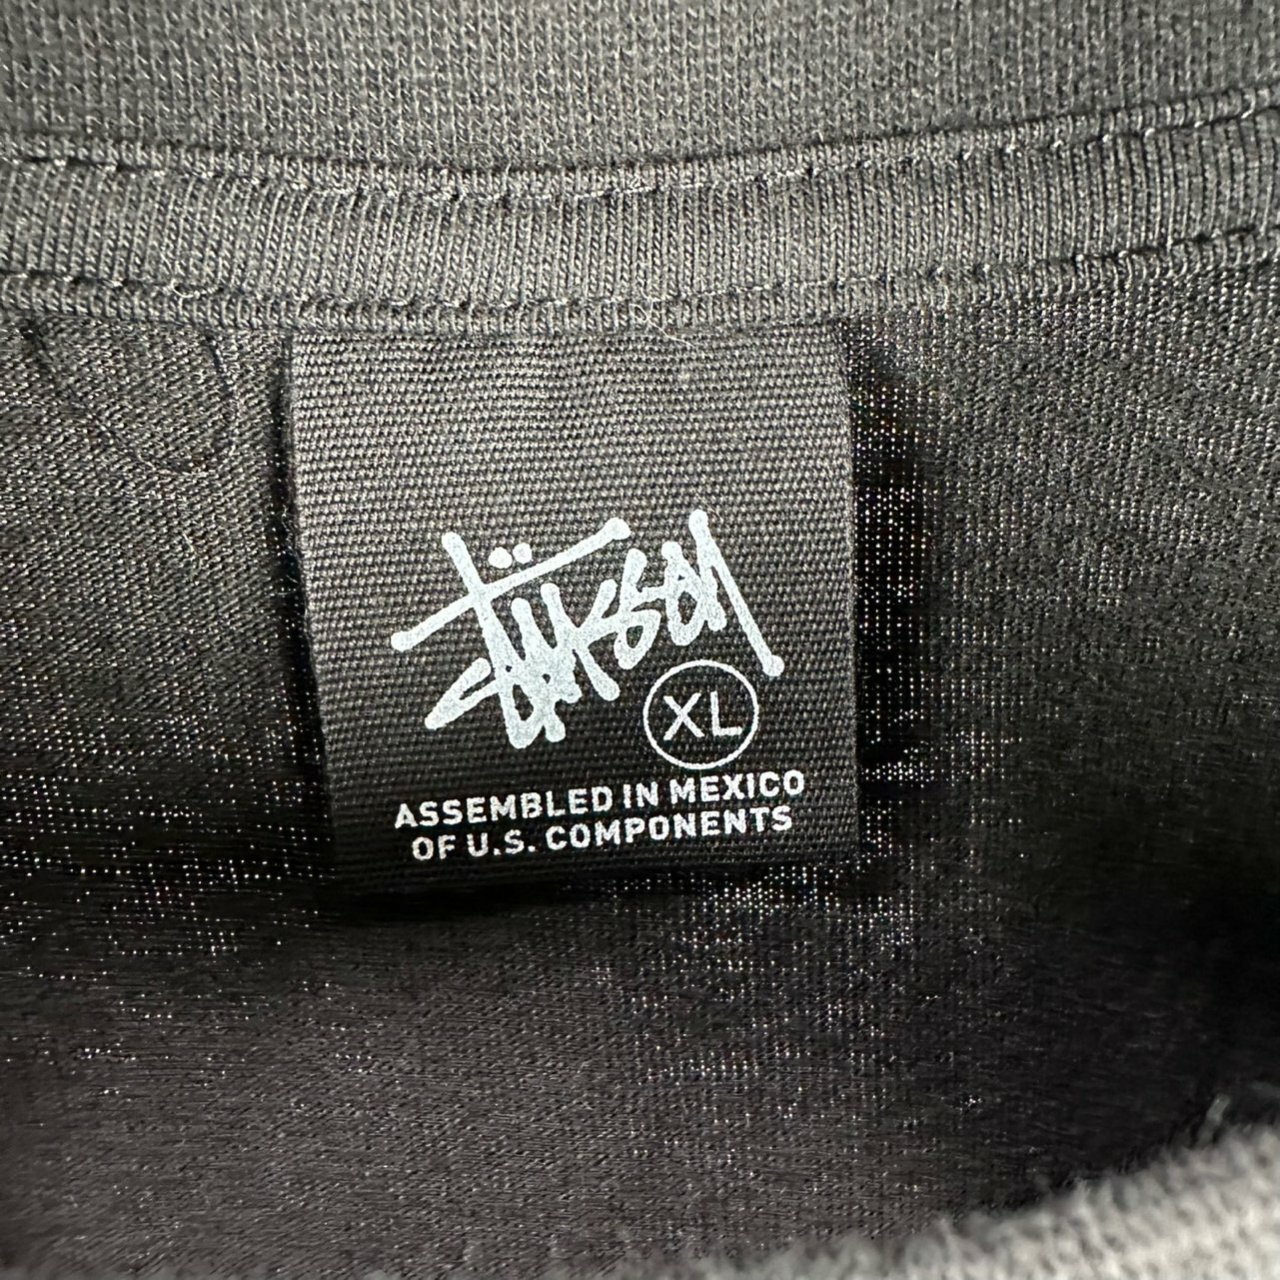 Stüssy
XL
ASSEMBLED IN MEXICO
OF U.S. COMPONENTS